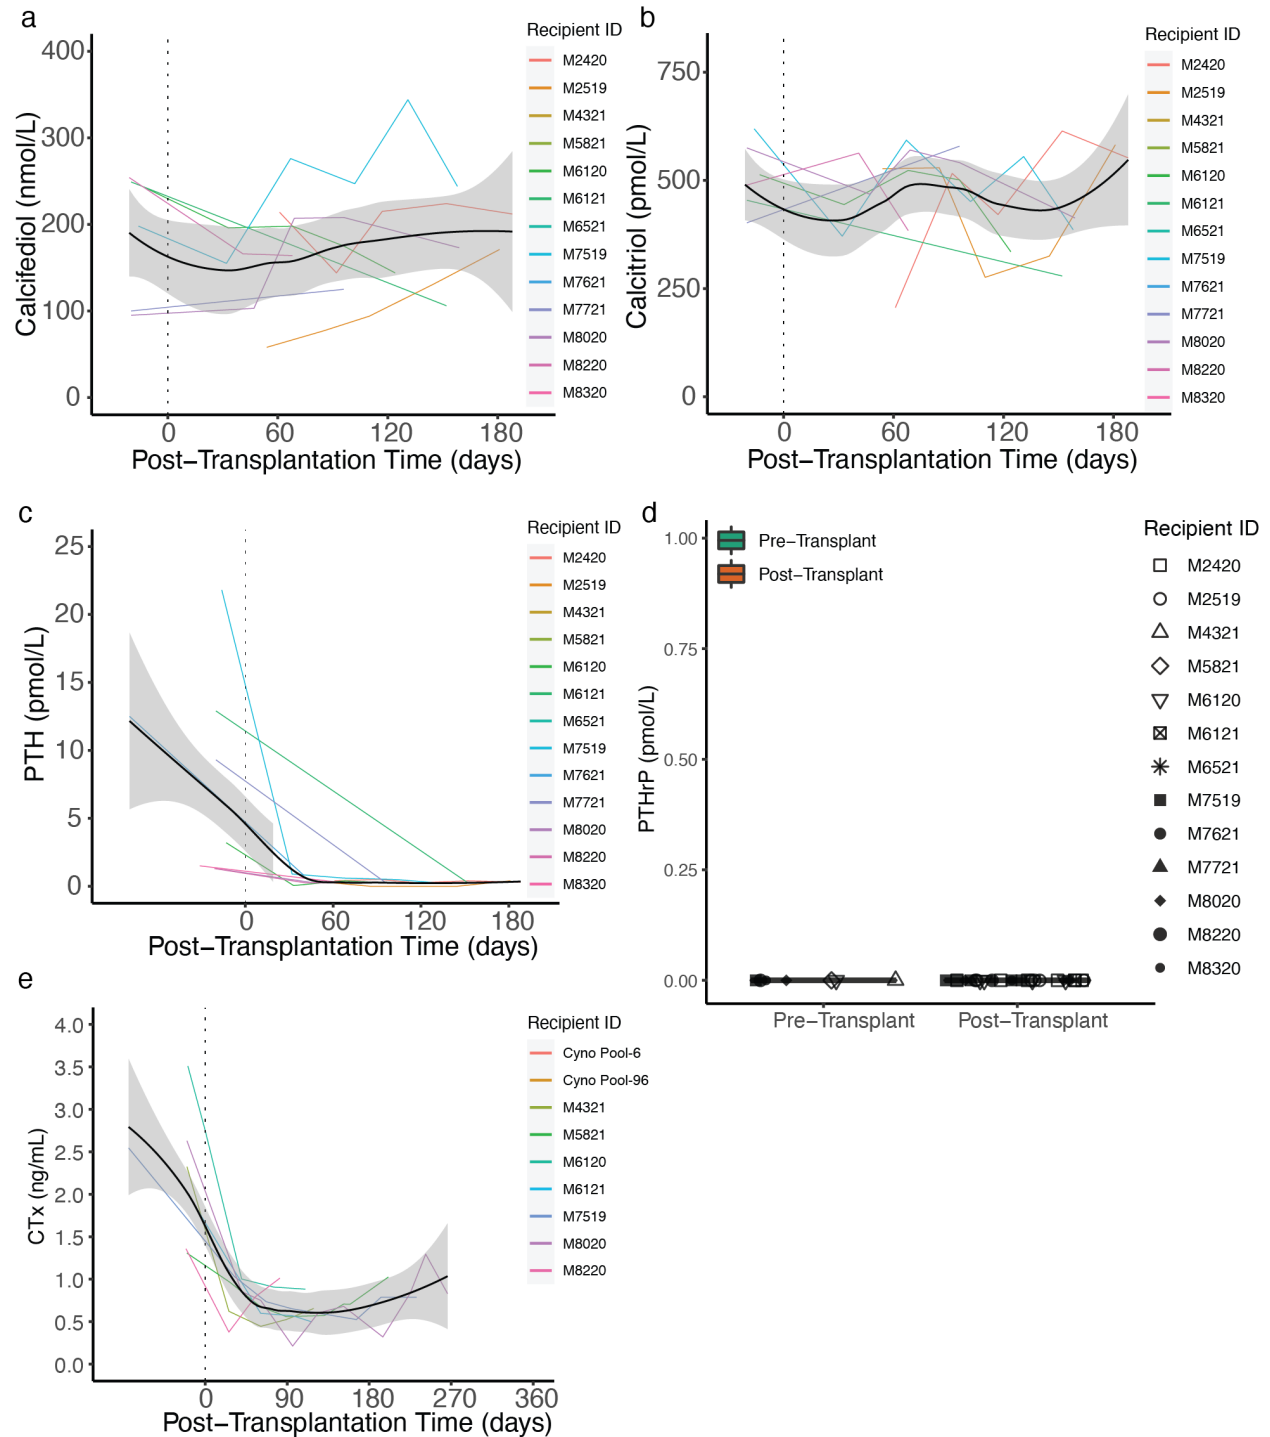 a
Calcifediol (nmol/L)
400
300
200
100
0
0 60 120 180
Post-Transplantation Time (days)
Recipient ID
M2420
M2519
M4321
M5821
M6120
M6121
M6521
M7519
M7621
M7721
M8020
M8220
M8320
b
Calcitriol (pmol/L)
750
500
250
0
0 60 120 180
Post-Transplantation Time (days)
Recipient ID
M2420
M2519
M4321
M5821
M6120
M6121
M6521
M7519
M7621
M7721
M8020
M8220
M8320
c
PTH (pmol/L)
25
20
15
10
5
0
0 60 120 180
Post-Transplantation Time (days)
Recipient ID
M2420
M2519
M4321
M5821
M6120
M6121
M6521
M7519
M7621
M7721
M8020
M8220
M8320
d
PTHrP (pmol/L)
1.00
0.75
0.50
0.25
0.00
Pre-Transplant
Post-Transplant
Pre-Transplant Post-Transplant
Recipient ID
M2420
M2519
M4321
M5821
M6120
M6121
M6521
M7519
M7621
M7721
M8020
M8220
M8320
e
CTx (ng/mL)
4.0
3.5
3.0
2.5
2.0
1.5
1.0
0.5
0.0
0 90 180 270 360
Post-Transplantation Time (days)
Recipient ID
Cyno Pool-6
Cyno Pool-96
M4321
M5821
M6120
M6121
M7519
M8020
M8220